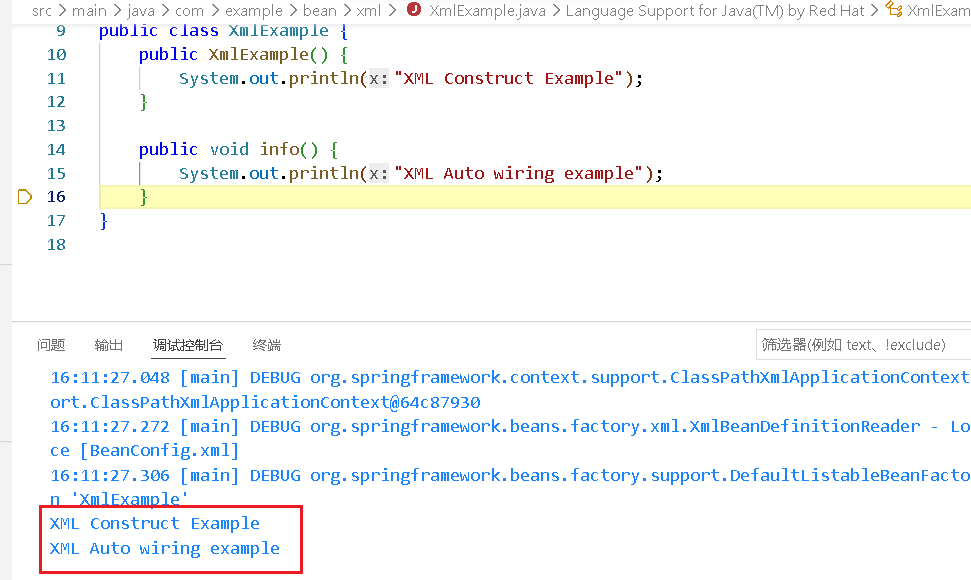 src > main > java > com > example > bean > xml > J XmlExample.java > Language Support for Java(TM) by Red Hat > XmlExam
9 public class XmlExample {
10 public XmlExample() {
11 System.out.println(x: "XML Construct Example");
12 }
13
14 public void info() {
15 System.out.println(x: "XML Auto wiring example");
16 }
17 }
18
问题 输出 调试控制台 终端 筛选器(例如 text、!exclude)
16:11:27.048 [main] DEBUG org.springframework.context.support.ClassPathXmlApplicationContext
ort.ClassPathXmlApplicationContext@64c87930
16:11:27.272 [main] DEBUG org.springframework.beans.factory.xml.XmlBeanDefinitionReader - Lo
ce [BeanConfig.xml]
16:11:27.306 [main] DEBUG org.springframework.beans.factory.support.DefaultListableBeanFacto
n 'XmlExample'
XML Construct Example
XML Auto wiring example